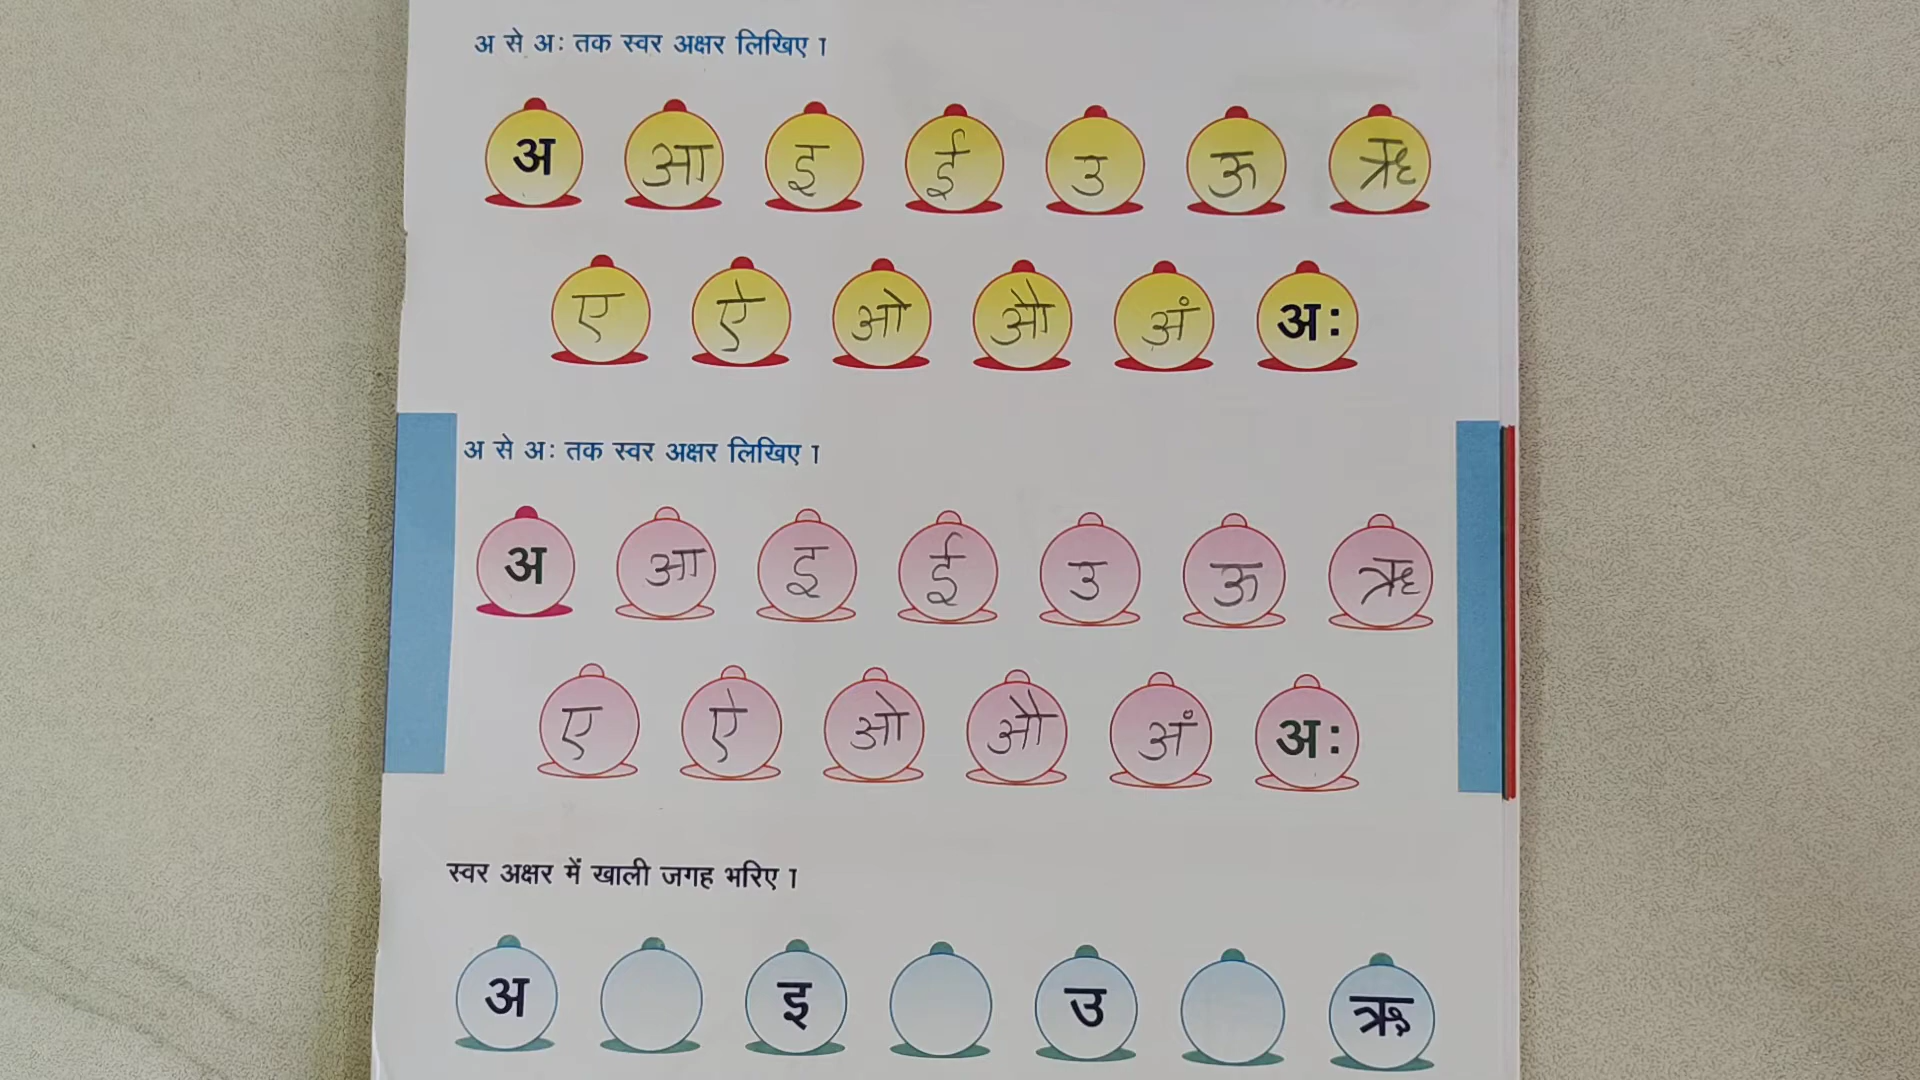 अ से अः तक स्वर अक्षर लिखिए ।
अ आ इ ई उ ऊ ऋ
ए ऐ ओ औ अं अः
अ से अः तक स्वर अक्षर लिखिए ।
अ आ इ ई उ ऊ ऋ
ए ऐ ओ औ अं अः
स्वर अक्षर में खाली जगह भरिए ।
अ इ उ ऋ